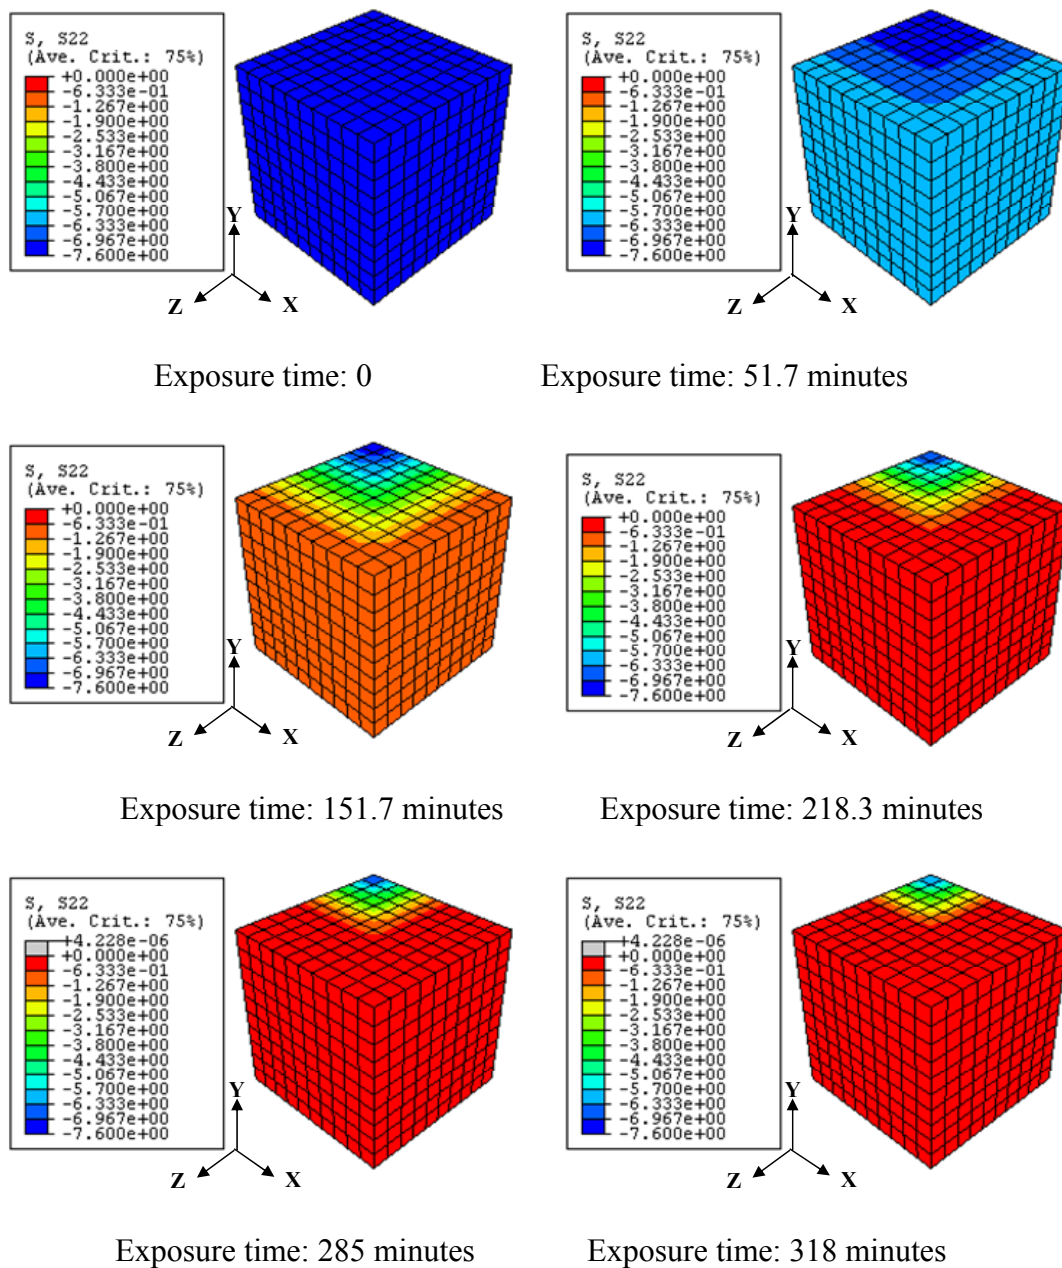 S, S22
(Ave. Crit.: 75%)
+0.000e+00
-6.333e-01
-1.267e+00
-1.900e+00
-2.533e+00
-3.167e+00
-3.800e+00
-4.433e+00
-5.067e+00
-5.700e+00
-6.333e+00
-6.967e+00
-7.600e+00
Y
Z
X
Exposure time: 0
S, S22
(Ave. Crit.: 75%)
+0.000e+00
-6.333e-01
-1.267e+00
-1.900e+00
-2.533e+00
-3.167e+00
-3.800e+00
-4.433e+00
-5.067e+00
-5.700e+00
-6.333e+00
-6.967e+00
-7.600e+00
Y
Z
X
Exposure time: 51.7 minutes
S, S22
(Ave. Crit.: 75%)
+0.000e+00
-6.333e-01
-1.267e+00
-1.900e+00
-2.533e+00
-3.167e+00
-3.800e+00
-4.433e+00
-5.067e+00
-5.700e+00
-6.333e+00
-6.967e+00
-7.600e+00
Y
Z
X
Exposure time: 151.7 minutes
S, S22
(Ave. Crit.: 75%)
+0.000e+00
-6.333e-01
-1.267e+00
-1.900e+00
-2.533e+00
-3.167e+00
-3.800e+00
-4.433e+00
-5.067e+00
-5.700e+00
-6.333e+00
-6.967e+00
-7.600e+00
Y
Z
X
Exposure time: 218.3 minutes
S, S22
(Ave. Crit.: 75%)
+4.228e-06
+0.000e+00
-6.333e-01
-1.267e+00
-1.900e+00
-2.533e+00
-3.167e+00
-3.800e+00
-4.433e+00
-5.067e+00
-5.700e+00
-6.333e+00
-6.967e+00
-7.600e+00
Y
Z
X
Exposure time: 285 minutes
S, S22
(Ave. Crit.: 75%)
+4.228e-06
+0.000e+00
-6.333e-01
-1.267e+00
-1.900e+00
-2.533e+00
-3.167e+00
-3.800e+00
-4.433e+00
-5.067e+00
-5.700e+00
-6.333e+00
-6.967e+00
-7.600e+00
Y
Z
X
Exposure time: 318 minutes